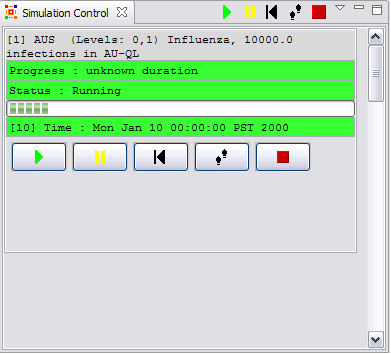 Simulation Control
[1] AUS  (Levels: 0,1) Influenza, 10000.0
infections in AU-QL
Progress : unknown duration
Status : Running
[10] Time : Mon Jan 10 00:00:00 PST 2000